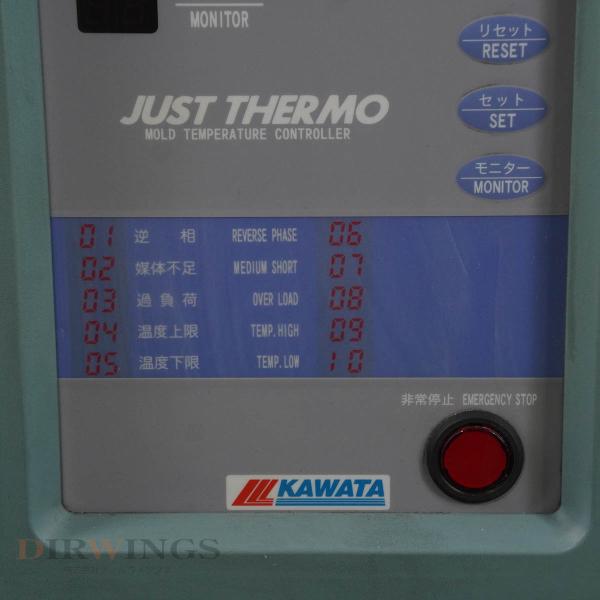 MONITOR
リセット
RESET
JUST THERMO
MOLD TEMPERATURE CONTROLLER
セット
SET
モニター
MONITOR
01 逆相 REVERSE PHASE 06
02 媒体不足 MEDIUM SHORT 07
03 過負荷 OVER LOAD 08
04 温度上限 TEMP.HIGH 09
05 温度下限 TEMP.LOW 10
非常停止 EMERGENCY STOP
KAWATA
DIRWINGS